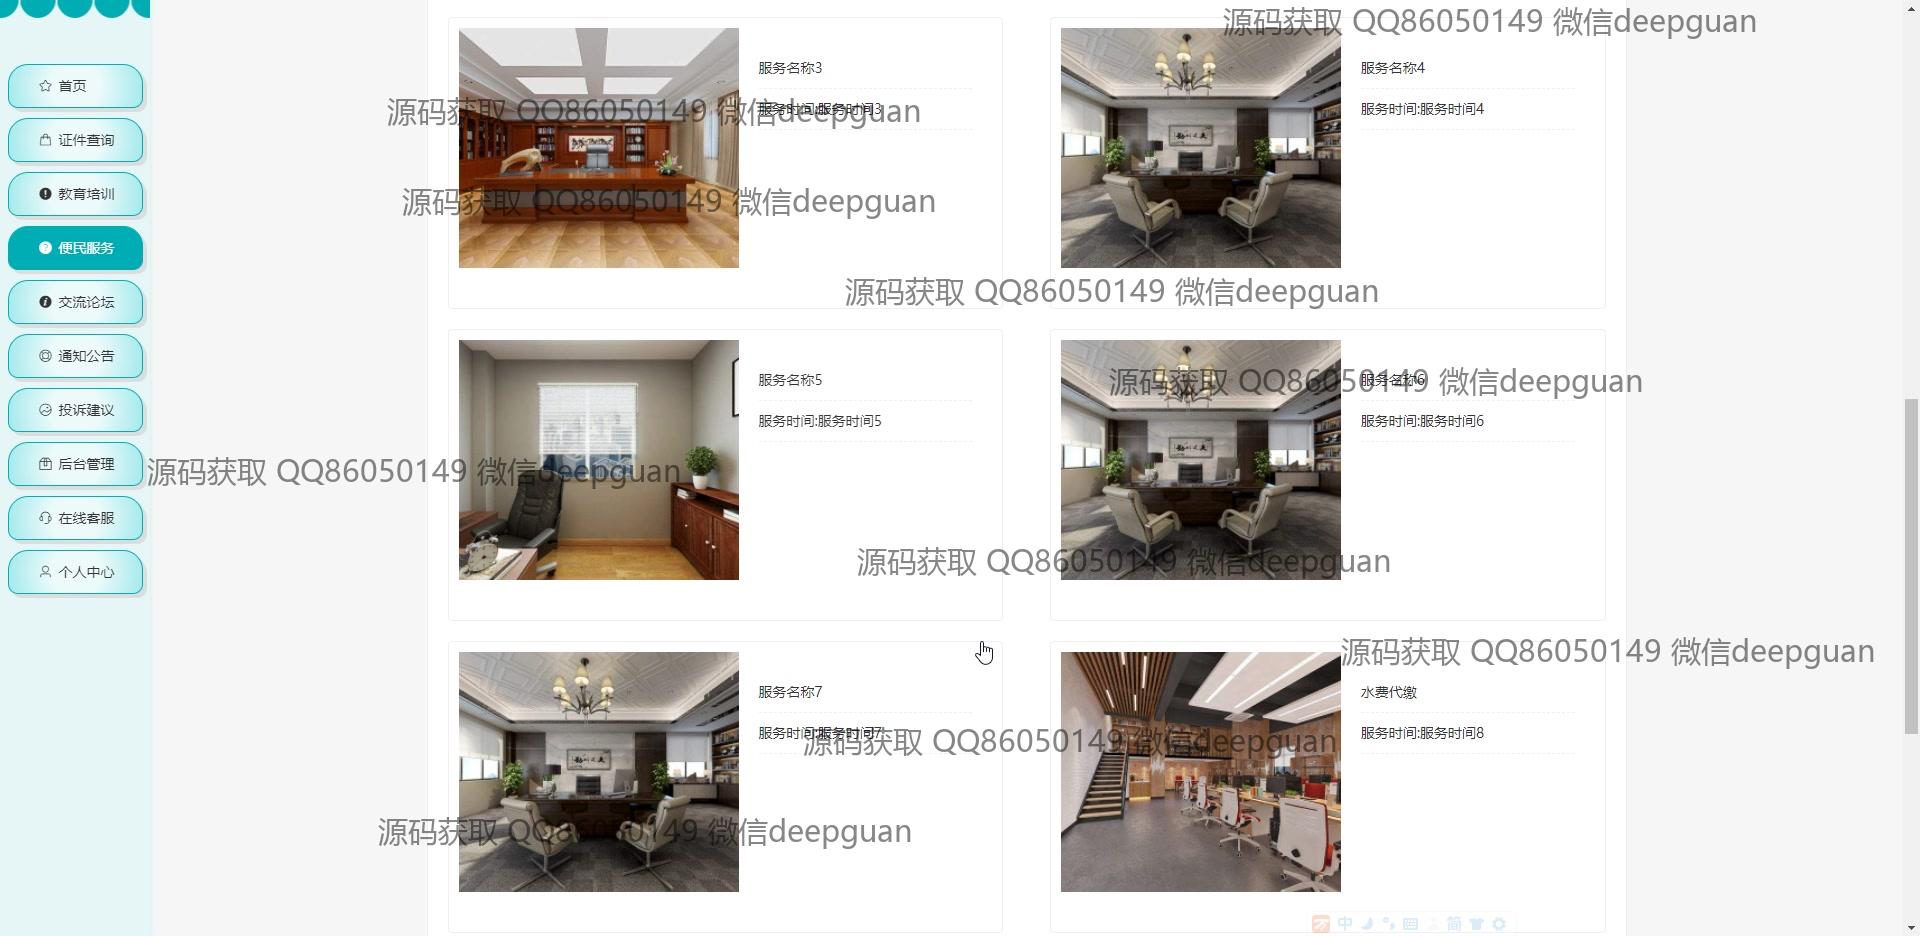 首页
证件查询
教育培训
便民服务
交流论坛
通知公告
投诉建议
后台管理
在线客服
个人中心
源码获取 QQ86050149 微信deepguan
服务名称3
服务名称4
服务时间:服务时间3
源码获取 QQ86050149 微信deepguan
服务时间:服务时间4
源码获取 QQ86050149 微信deepguan
源码获取 QQ86050149 微信deepguan
服务名称5
服务名称6
源码获取 QQ86050149 微信deepguan
服务时间:服务时间5
服务时间:服务时间6
源码获取 QQ86050149 微信deepguan
源码获取 QQ86050149 微信deepguan
源码获取 QQ86050149 微信deepguan
服务名称7
水费代缴
服务时间:服务时间7
源码获取 QQ86050149 微信deepguan
服务时间:服务时间8
源码获取 QQ86050149 微信deepguan
中
简